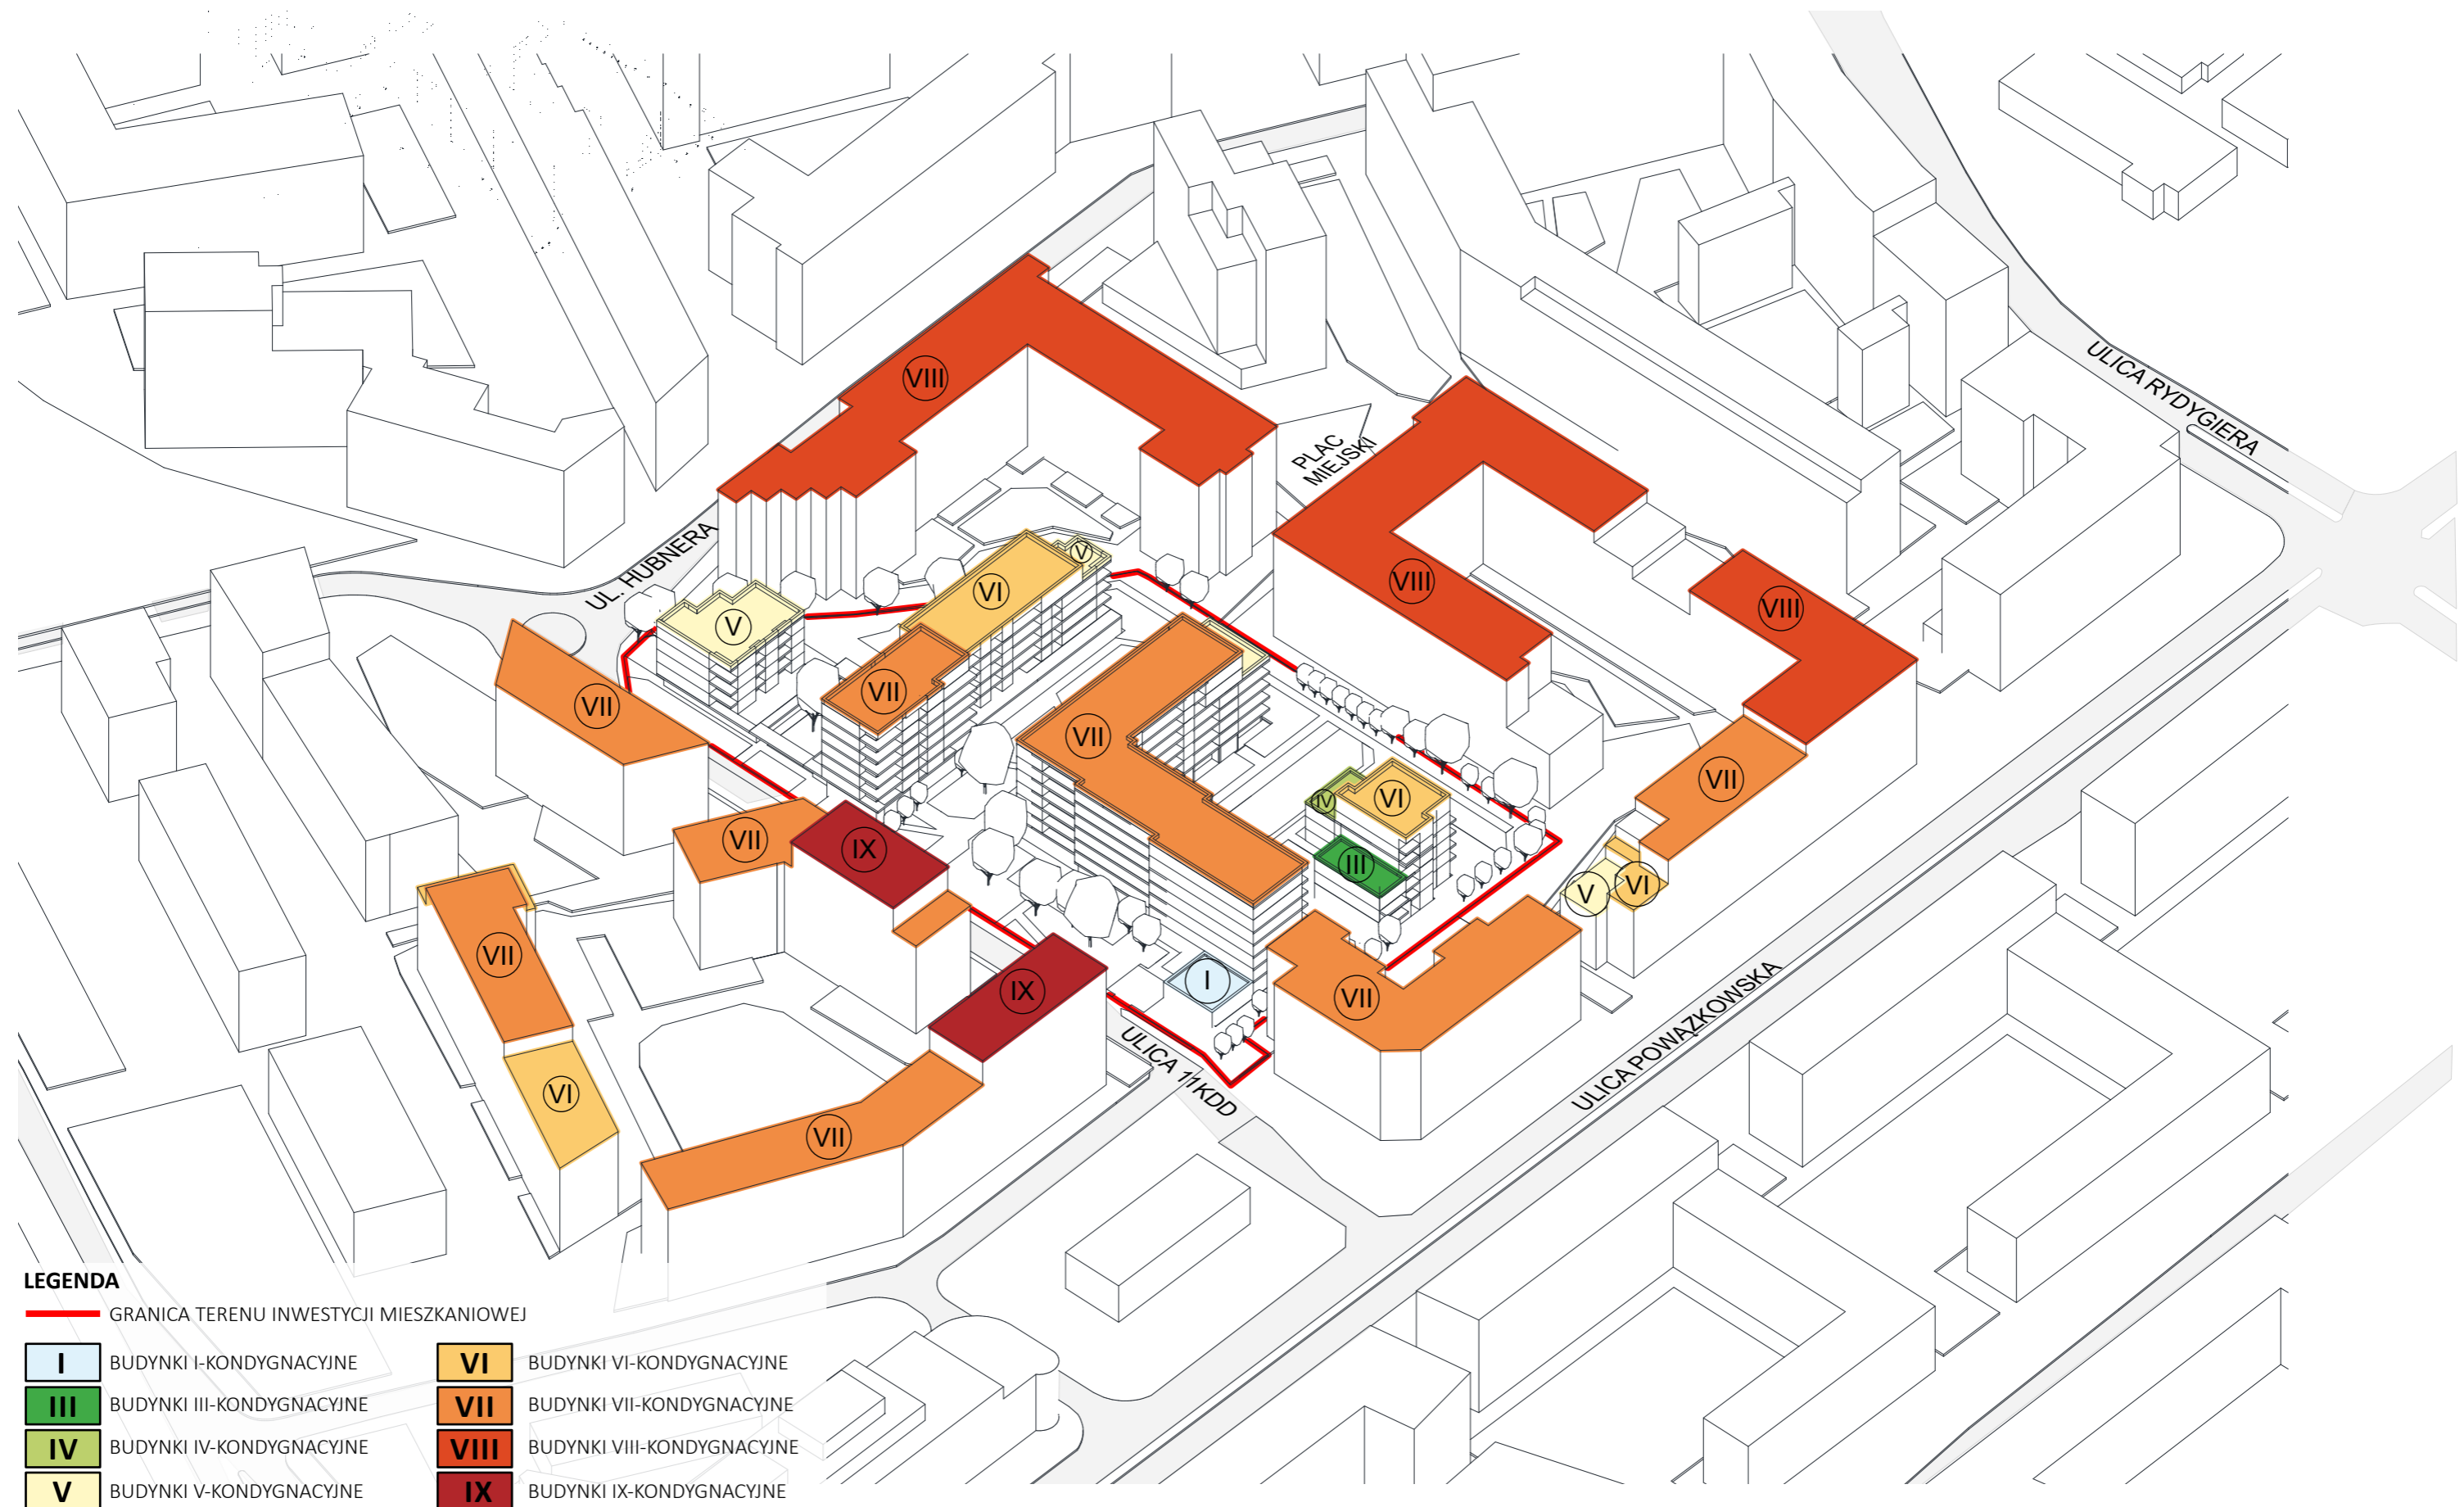 ULICA RYDYGIERA
VIII
PLAC
MIEJSKI
UL. HUBNERA
V
VI
VIII
VIII
V
VII
VII
VII
VII
IV
VI
VII
VII
IX
III
V
VI
VII
IX
I
VII
ULICA POWĄZKOWSKA
ULICA 11KDD
VI
VII
LEGENDA
GRANICA TERENU INWESTYCJI MIESZKANIOWEJ
I BUDYNKI I-KONDYGNACYJNE
III BUDYNKI III-KONDYGNACYJNE
IV BUDYNKI IV-KONDYGNACYJNE
V BUDYNKI V-KONDYGNACYJNE
VI BUDYNKI VI-KONDYGNACYJNE
VII BUDYNKI VII-KONDYGNACYJNE
VIII BUDYNKI VIII-KONDYGNACYJNE
IX BUDYNKI IX-KONDYGNACYJNE